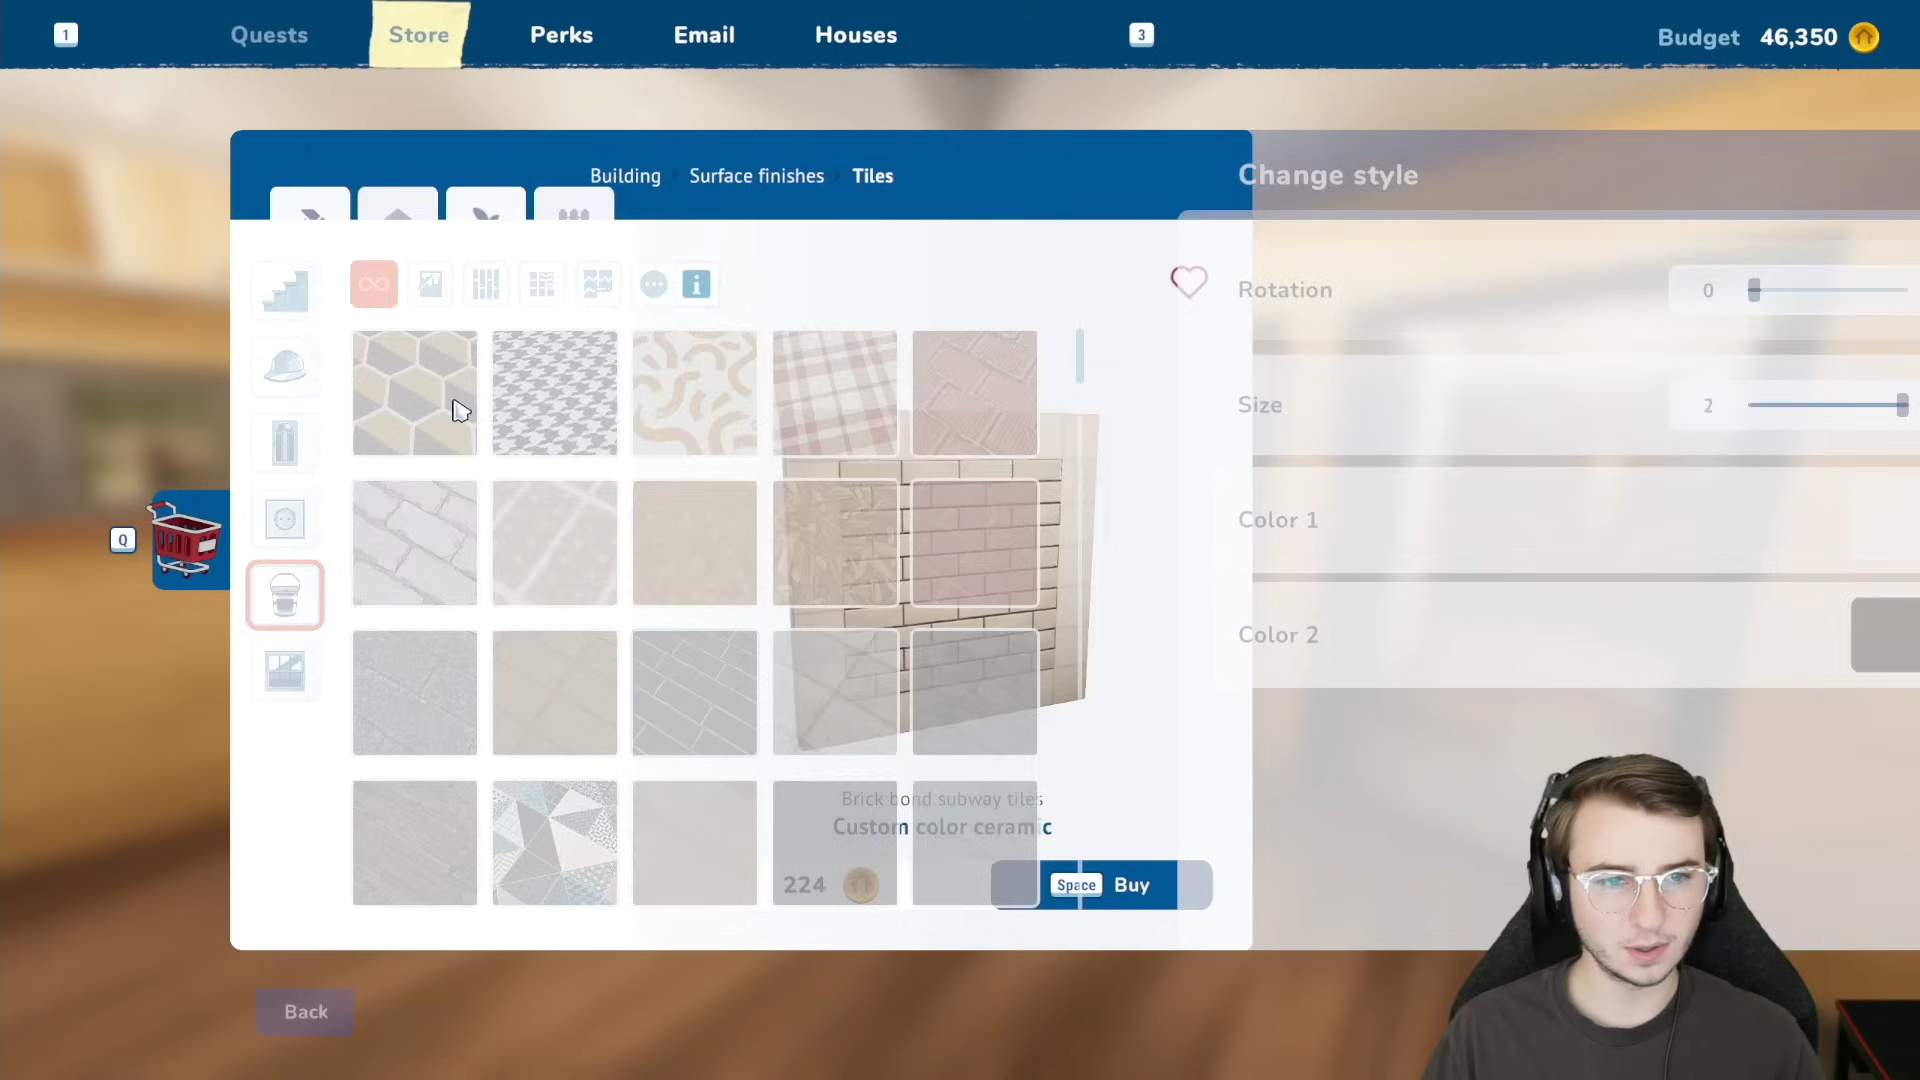 1
Quests
Store
Perks
Email
Houses
3
Budget 46,350
Building
Surface finishes
Tiles
Change style
i
Rotation
0
Size
2
Color 1
Q
Color 2
Brick bond subway tiles
Custom color ceramic
224
Space
Buy
Back